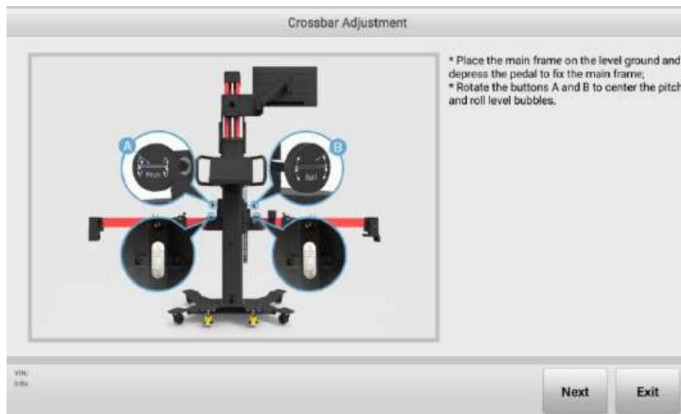 Crossbar Adjustment
* Place the main frame on the level ground and
depress the pedal to fix the main frame;
* Rotate the buttons A and B to center the pitch
and roll level bubbles.
A
B
Pitch
Roll
VIN:
Info:
Next
Exit